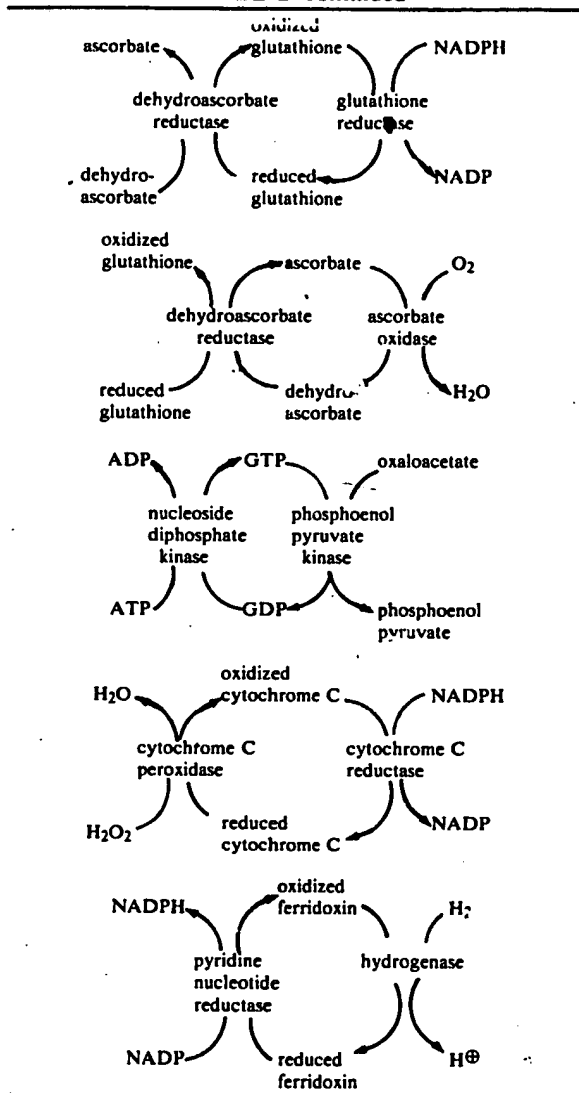 oxidized
ascorbate glutathione NADPH
dehydroascorbate glutathione
reductase reductase
dehydro- reduced NADP
ascorbate glutathione
oxidized
glutathione ascorbate O₂
dehydroascorbate ascorbate
reductase oxidase
reduced dehydro- H₂O
glutathione ascorbate
ADP GTP oxaloacetate
nucleoside phosphoenol
diphosphate pyruvate
kinase kinase
ATP GDP phosphoenol
pyruvate
oxidized
H₂O cytochrome C NADPH
cytochrome C cytochrome C
peroxidase reductase
H₂O₂ reduced NADP
cytochrome C
oxidized
NADPH ferridoxin H₂
pyridine hydrogenase
nucleotide
reductase
NADP reduced H⊕
ferridoxin